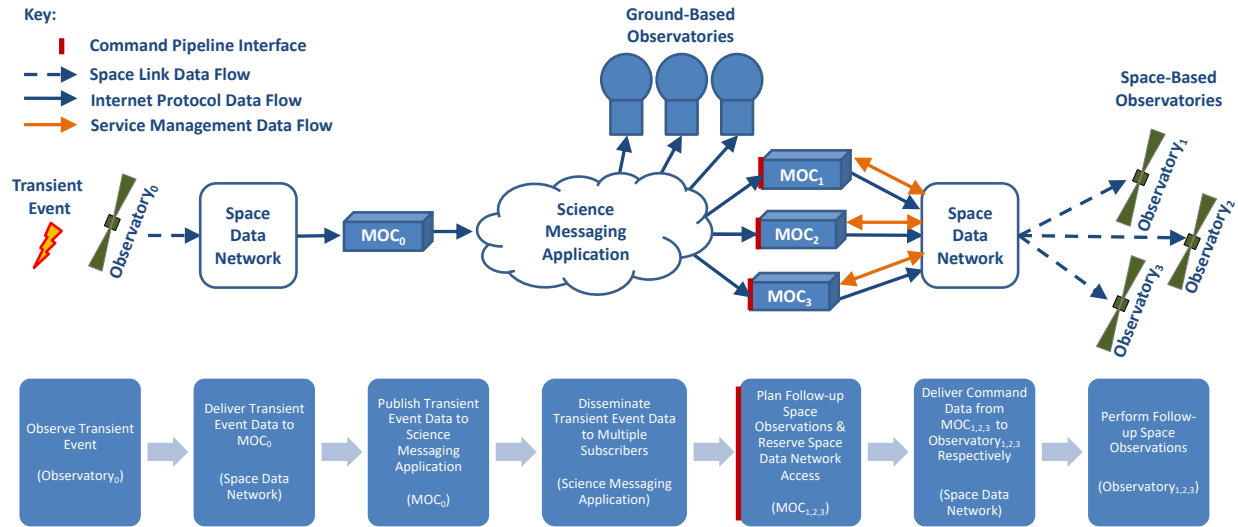 Key:
Command Pipeline Interface
Space Link Data Flow
Internet Protocol Data Flow
Service Management Data Flow
Ground-Based
Observatories
Space-Based
Observatories
Transient
Event
Observatory₀
Space
Data
Network
MOC₀
Science
Messaging
Application
MOC₁
MOC₂
MOC₃
Space
Data
Network
Observatory₁
Observatory₂
Observatory₃
Observe Transient
Event
(Observatory₀)
Deliver Transient
Event Data to
MOC₀
(Space Data
Network)
Publish Transient
Event Data to
Science
Messaging
Application
(MOC₀)
Disseminate
Transient Event Data
to Multiple
Subscribers
(Science Messaging
Application)
Plan Follow-up
Space
Observations &
Reserve Space
Data Network
Access
(MOC₁,₂,₃)
Deliver Command
Data from
MOC₁,₂,₃ to
Observatory₁,₂,₃
Respectively
(Space Data
Network)
Perform Follow-
up Space
Observations
(Observatory₁,₂,₃)